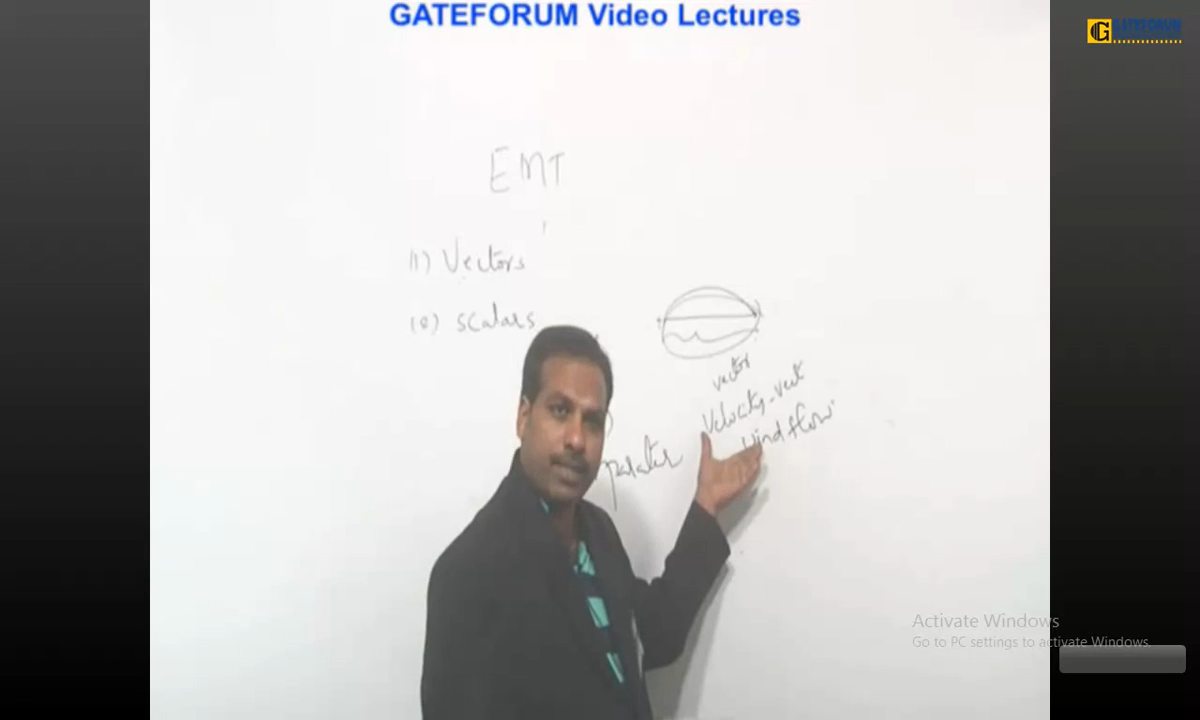 GATEFORUM Video Lectures
GATEFORUM
EMT
(1) Vectors
(2) scalars
vector
Velocity - vect
wind flow
Activate Windows
Go to PC settings to activate Windows.